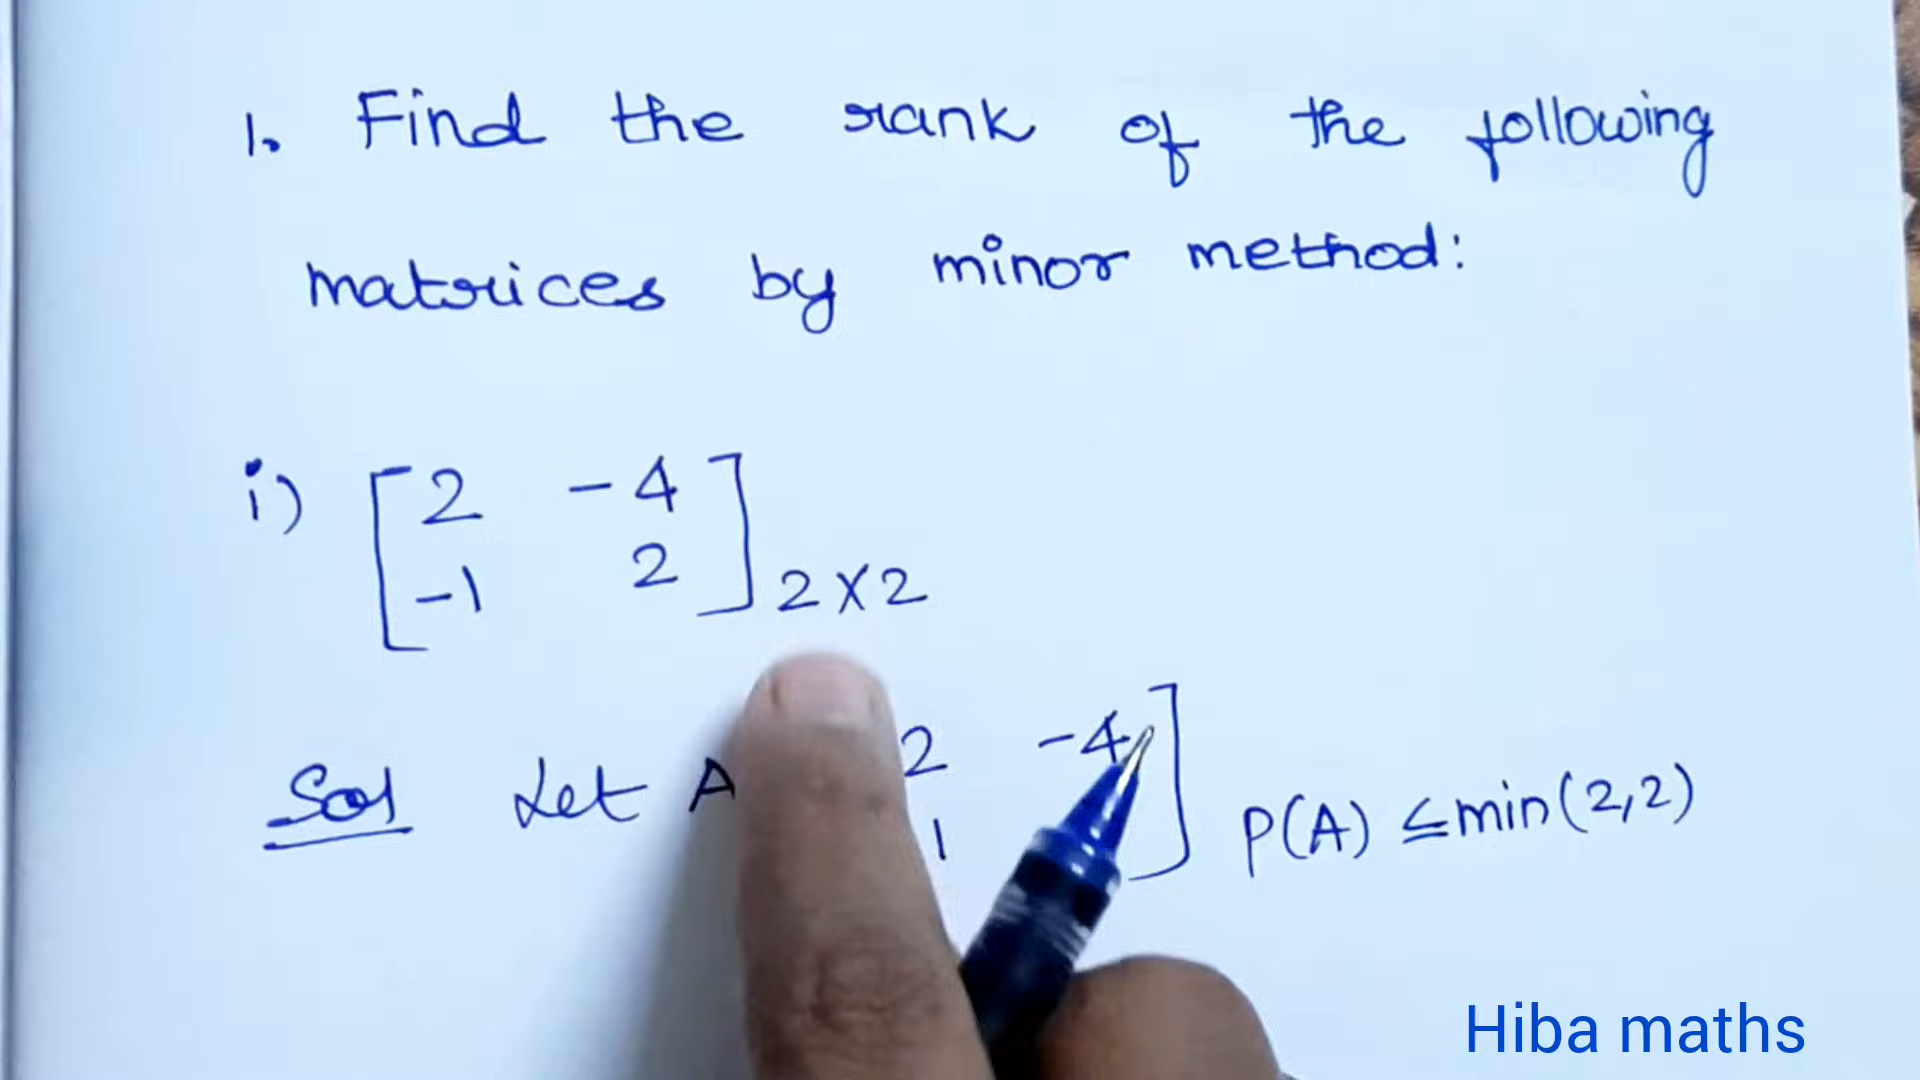 1. Find the rank of the following
matrices by minor method:
i) [2 -4
-1 2] 2x2
Sol Let A 2 -4] P(A) ≤ min(2,2)
1
Hiba maths